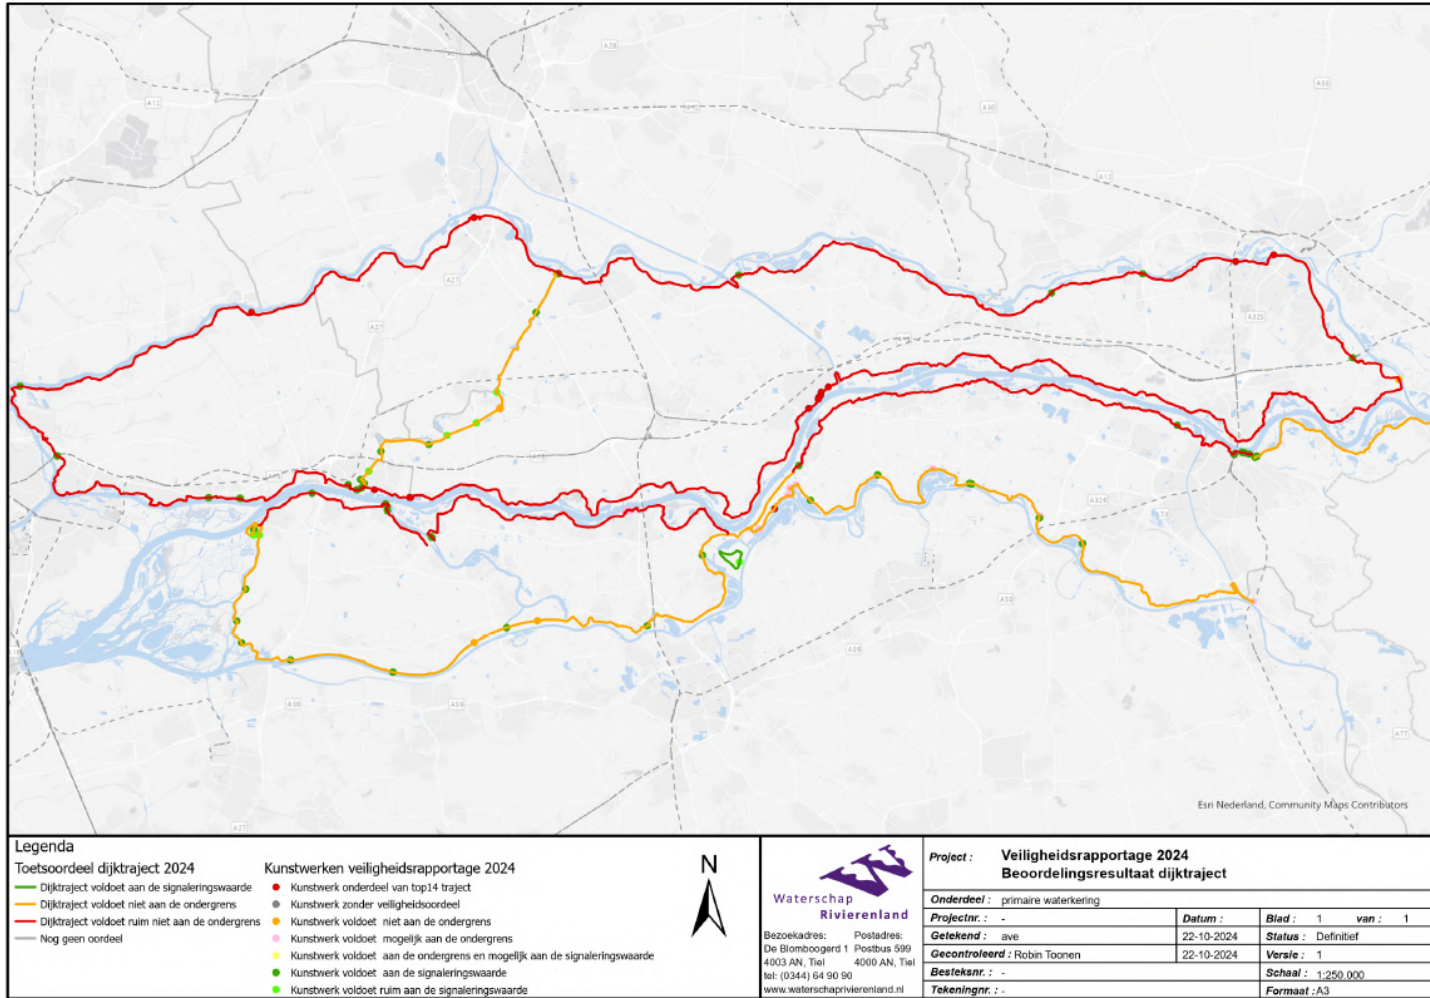 A28
A12
A50
A30
A12
A27
A27
A325
A326
A73
A50
A59
A59
A59
A77
A27
Esri Nederland, Community Maps Contributors
Legenda
Toetsoordeel dijktraject 2024
Dijktraject voldoet aan de signaleringswaarde
Dijktraject voldoet niet aan de ondergrens
Dijktraject voldoet ruim niet aan de ondergrens
Nog geen oordeel
Kunstwerken veiligheidsrapportage 2024
Kunstwerk onderdeel van top14 traject
Kunstwerk zonder veiligheidsoordeel
Kunstwerk voldoet niet aan de ondergrens
Kunstwerk voldoet mogelijk aan de ondergrens
Kunstwerk voldoet aan de ondergrens en mogelijk aan de signaleringswaarde
Kunstwerk voldoet aan de signaleringswaarde
Kunstwerk voldoet ruim aan de signaleringswaarde
N
Waterschap
Rivierenland
Bezoekadres: Postadres:
De Blomboogerd 1 Postbus 599
4003 AN, Tiel 4000 AN, Tiel
tel: (0344) 64 90 90
www.waterschaprivierenland.nl
Project : Veiligheidsrapportage 2024
Beoordelingsresultaat dijktraject
Onderdeel : primaire waterkering
Projectnr. : - Datum : Blad : 1 van : 1
Getekend : ave 22-10-2024 Status : Definitief
Gecontroleerd : Robin Toonen 22-10-2024 Versie : 1
Besteksnr. : - Schaal : 1:250.000
Tekeningnr. : - Formaat : A3